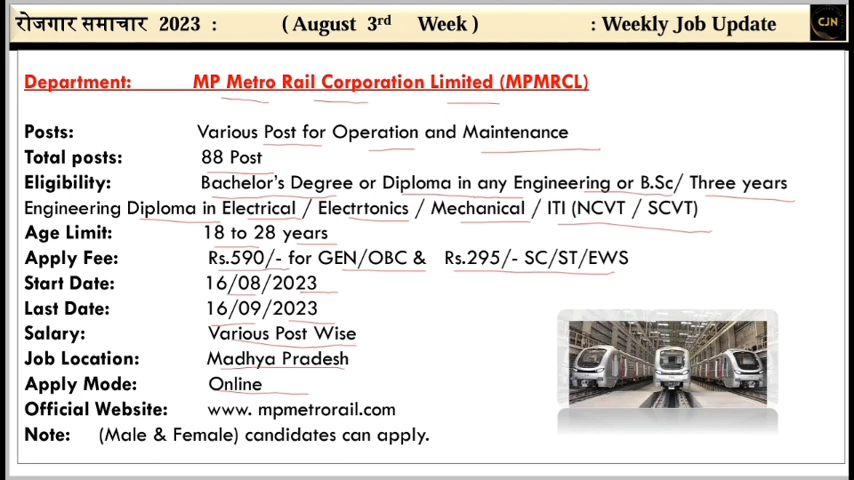 रोजगार समाचार 2023 : ( August 3rd Week ) : Weekly Job Update
CJN
Department: MP Metro Rail Corporation Limited (MPMRCL)
Posts: Various Post for Operation and Maintenance
Total posts: 88 Post
Eligibility: Bachelor's Degree or Diploma in any Engineering or B.Sc/ Three years
Engineering Diploma in Electrical / Electrtonics / Mechanical / ITI (NCVT / SCVT)
Age Limit: 18 to 28 years
Apply Fee: Rs.590/- for GEN/OBC & Rs.295/- SC/ST/EWS
Start Date: 16/08/2023
Last Date: 16/09/2023
Salary: Various Post Wise
Job Location: Madhya Pradesh
Apply Mode: Online
Official Website: www. mpmetrorail.com
Note: (Male & Female) candidates can apply.